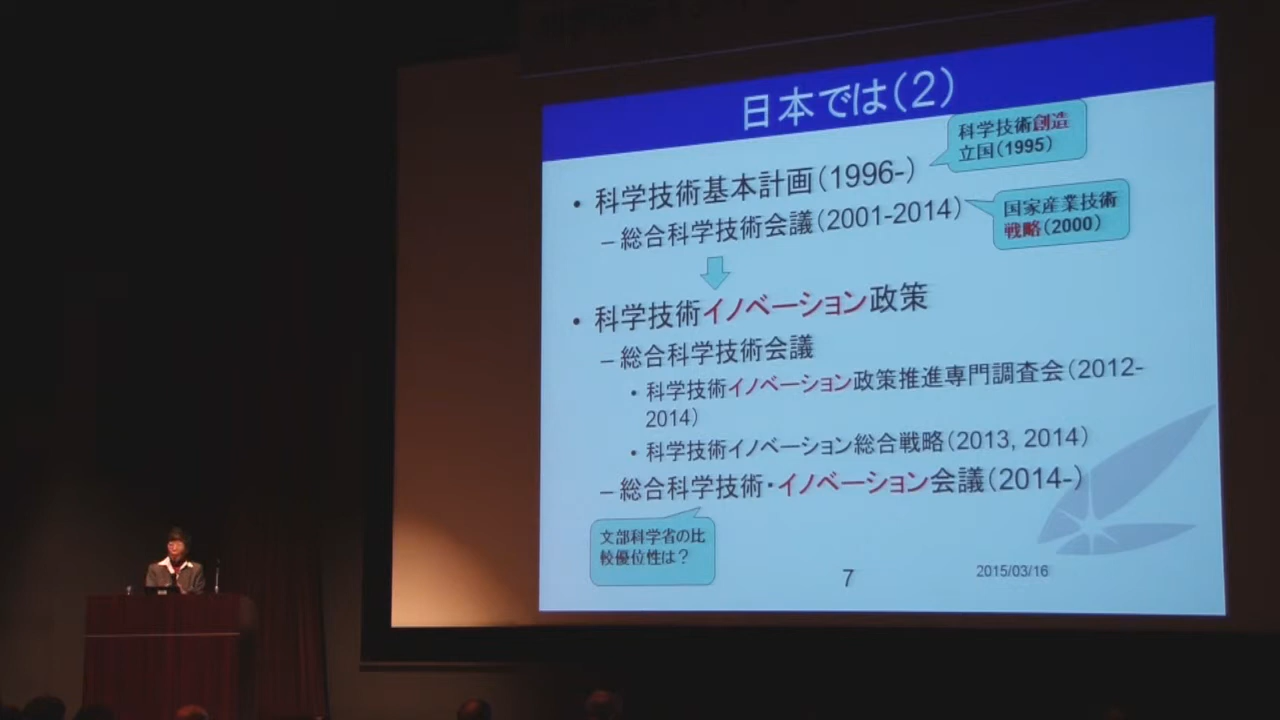 日本では(2)
科学技術創造
立国(1995)
• 科学技術基本計画(1996-)
–総合科学技術会議(2001-2014)
国家産業技術
戦略(2000)
• 科学技術イノベーション政策
–総合科学技術会議
• 科学技術イノベーション政策推進専門調査会(2012-
2014)
• 科学技術イノベーション総合戦略(2013, 2014)
–総合科学技術・イノベーション会議(2014-)
文部科学省の比
較優位性は?
7
2015/03/16